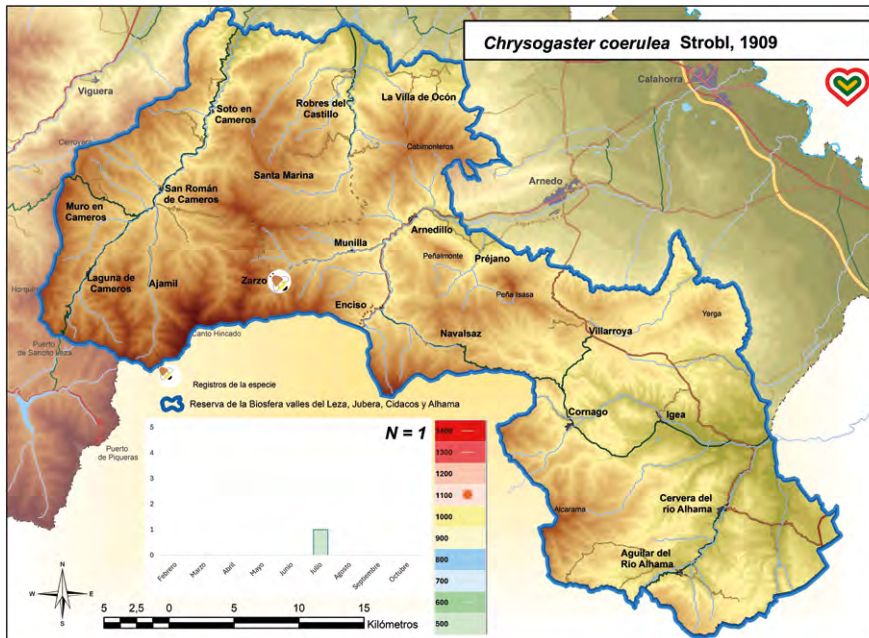 Chrysogaster coerulea Strobl, 1909
Calahorra
Viguera
Soto en
Cameros
Robres del
Castillo
La Villa de Ocón
Cabimonteros
Santa Marina
San Román
de Cameros
Arnedo
Muro en
Cameros
Arnedillo
Munilla
Peñalmonte
Préjano
Laguna de
Cameros
Ajamil
Zarzo
Peña Isasa
Yerga
Enciso
Navalsaz
Villarroya
Canto Hincado
Puerto
de Sancho Leza
Registros de la especie
Reserva de la Biosfera valles del Leza, Jubera, Cidacos y Alhama
Cornago
Igea
Puerto
de Piqueras
N = 1
5
4
3
2
1
0
Febrero
Marzo
Abril
Mayo
Junio
Julio
Agosto
Septiembre
Octubre
1400
1300
1200
1100
1000
900
800
700
600
500
Alcarama
Cervera del
río Alhama
Aguilar del
Río Alhama
N
W
E
S
5
2,5
0
5
10
15
Kilómetros